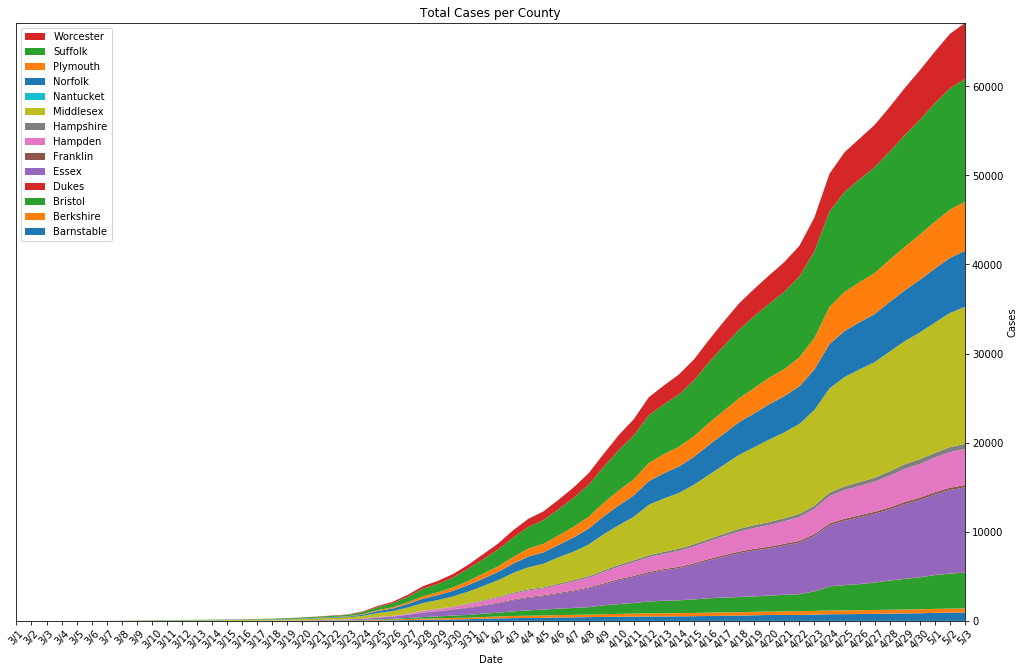 Total Cases per County
Worcester
Suffolk
Plymouth
Norfolk
Nantucket
Middlesex
Hampshire
Hampden
Franklin
Essex
Dukes
Bristol
Berkshire
Barnstable
60000
50000
40000
30000
20000
10000
0
Cases
3/1 3/2 3/3 3/4 3/5 3/6 3/7 3/8 3/9 3/10 3/11 3/12 3/13 3/14 3/15 3/16 3/17 3/18 3/19 3/20 3/21 3/22 3/23 3/24 3/25 3/26 3/27 3/28 3/29 3/30 3/31 4/1 4/2 4/3 4/4 4/5 4/6 4/7 4/8 4/9 4/10 4/11 4/12 4/13 4/14 4/15 4/16 4/17 4/18 4/19 4/20 4/21 4/22 4/23 4/24 4/25 4/26 4/27 4/28 4/29 4/30 5/1 5/2 5/3
Date